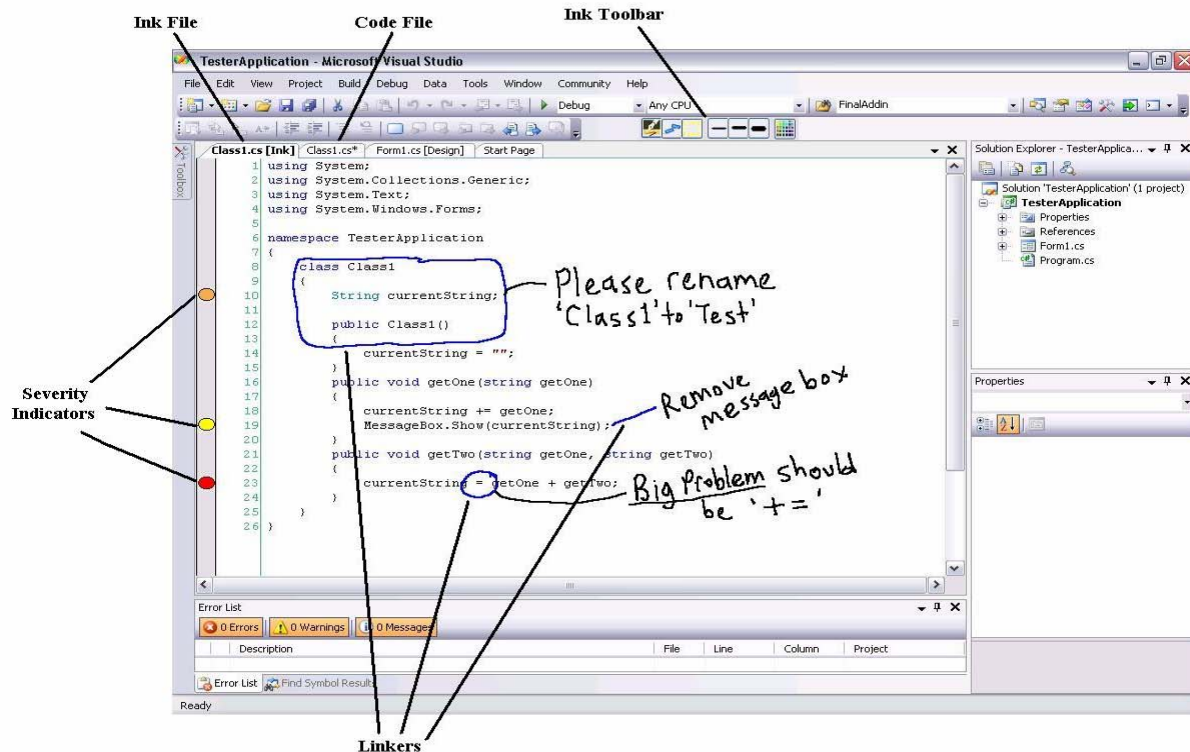 Ink File
Code File
Ink Toolbar
TesterApplication - Microsoft Visual Studio
File Edit View Project Build Debug Data Tools Window Community Help
Debug Any CPU FinalAddin
Class1.cs [Ink] Class1.cs* Form1.cs [Design] Start Page
Toolbox
1 using System;
2 using System.Collections.Generic;
3 using System.Text;
4 using System.Windows.Forms;
5
6 namespace TesterApplication
7 {
8 class Class1
9 {
10 String currentString;
11
12 public Class1()
13 {
14 currentString = "";
15 }
16 public void getOne(string getOne)
17 {
18 currentString += getOne;
19 MessageBox.Show(currentString);
20 }
21 public void getTwo(string getOne, string getTwo)
22 {
23 currentString = getOne + getTwo;
24 }
25 }
26 }
Please rename
'Class1' to 'Test'
Remove
message box
Big Problem should
be '+='
Severity
Indicators
Solution Explorer - TesterApplica...
Solution 'TesterApplication' (1 project)
TesterApplication
Properties
References
Form1.cs
Program.cs
Properties
Error List
0 Errors 0 Warnings 0 Messages
Description File Line Column Project
Error List Find Symbol Results
Ready
Linkers